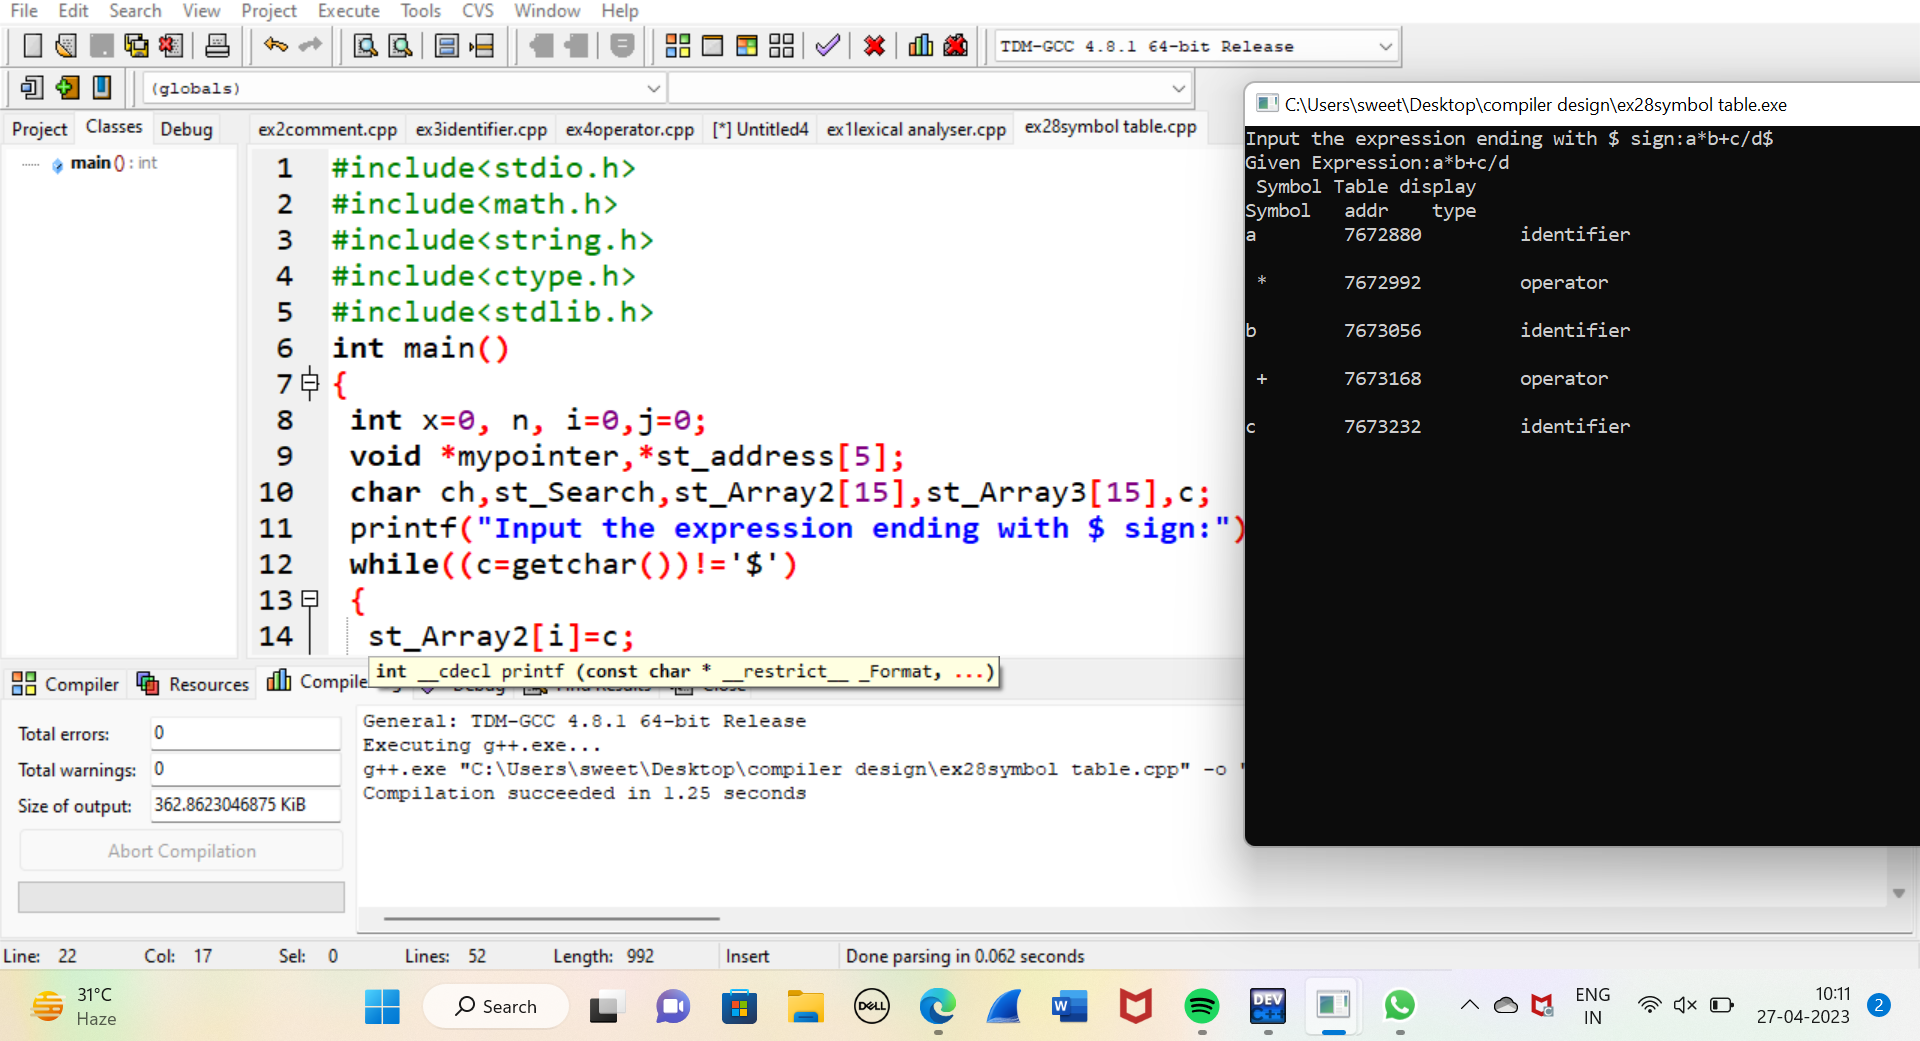 File Edit Search View Project Execute Tools CVS Window Help
TDM-GCC 4.8.1 64-bit Release
(globals)
Project Classes Debug
ex2comment.cpp ex3identifier.cpp ex4operator.cpp [*] Untitled4 ex1lexical analyser.cpp ex28symbol table.cpp
main () : int
1 #include<stdio.h>
2 #include<math.h>
3 #include<string.h>
4 #include<ctype.h>
5 #include<stdlib.h>
6 int main()
7 {
8 int x=0, n, i=0,j=0;
9 void *mypointer,*st_address[5];
10 char ch,st_Search,st_Array2[15],st_Array3[15],c;
11 printf("Input the expression ending with $ sign:")
12 while((c=getchar())!='$')
13 {
14 st_Array2[i]=c;
int __cdecl printf (const char * __restrict__ _Format, ...)
C:\Users\sweet\Desktop\compiler design\ex28symbol table.exe
Input the expression ending with $ sign:a*b+c/d$
Given Expression:a*b+c/d
Symbol Table display
Symbol addr type
a 7672880 identifier
* 7672992 operator
b 7673056 identifier
+ 7673168 operator
c 7673232 identifier
Compiler Resources
Total errors: 0
Total warnings: 0
Size of output: 362.8623046875 KiB
Abort Compilation
General: TDM-GCC 4.8.1 64-bit Release
Executing g++.exe...
g++.exe "C:\Users\sweet\Desktop\compiler design\ex28symbol table.cpp" -o "
Compilation succeeded in 1.25 seconds
Line: 22 Col: 17 Sel: 0 Lines: 52 Length: 992 Insert Done parsing in 0.062 seconds
31°C
Haze
Search
DELL
W
DEV
C++
ENG
IN
10:11
27-04-2023
2